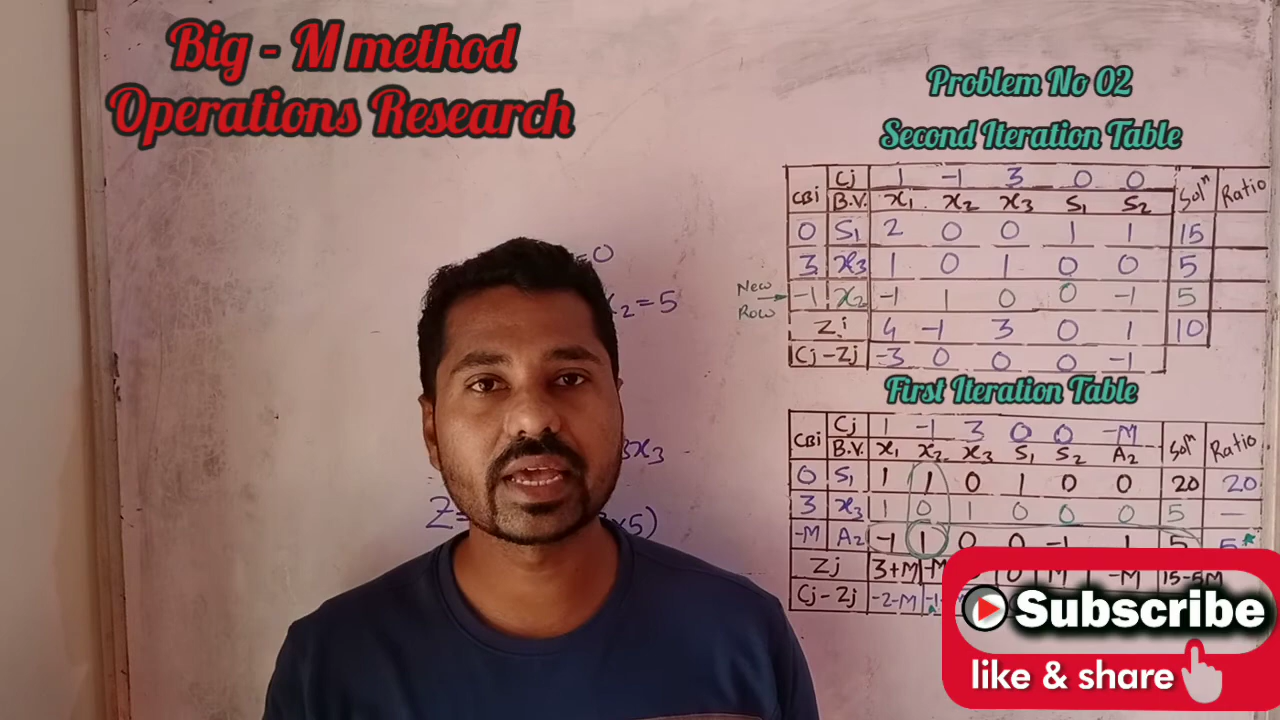 Big - M method
Operations Research
=0
x₂ = 5
3x₃
Z=
x5)
Problem No 02
Second Iteration Table
CBi Cj 1 -1 3 0 0 Solⁿ Ratio
B.V. x₁ x₂ x₃ S₁ S₂
0 S₁ 2 0 0 1 1 15
3 x₃ 1 0 1 0 0 5
New Row → -1 x₂ -1 1 0 0 -1 5
Zj 4 -1 3 0 1 10
Cj - Zj -3 0 0 0 -1
First Iteration Table
CBi Cj 1 -1 3 0 0 -M Solⁿ Ratio
B.V. x₁ x₂ x₃ S₁ S₂ A₂
0 S₁ 1 1 0 1 0 0 20 20
3 x₃ 1 0 1 0 0 0 5 —
-M A₂ -1 1 0 0 -1 1 5 5*
Zj 3+M -M 0 M -M 15-5M
Cj - Zj -2-M -1
Subscribe
like & share